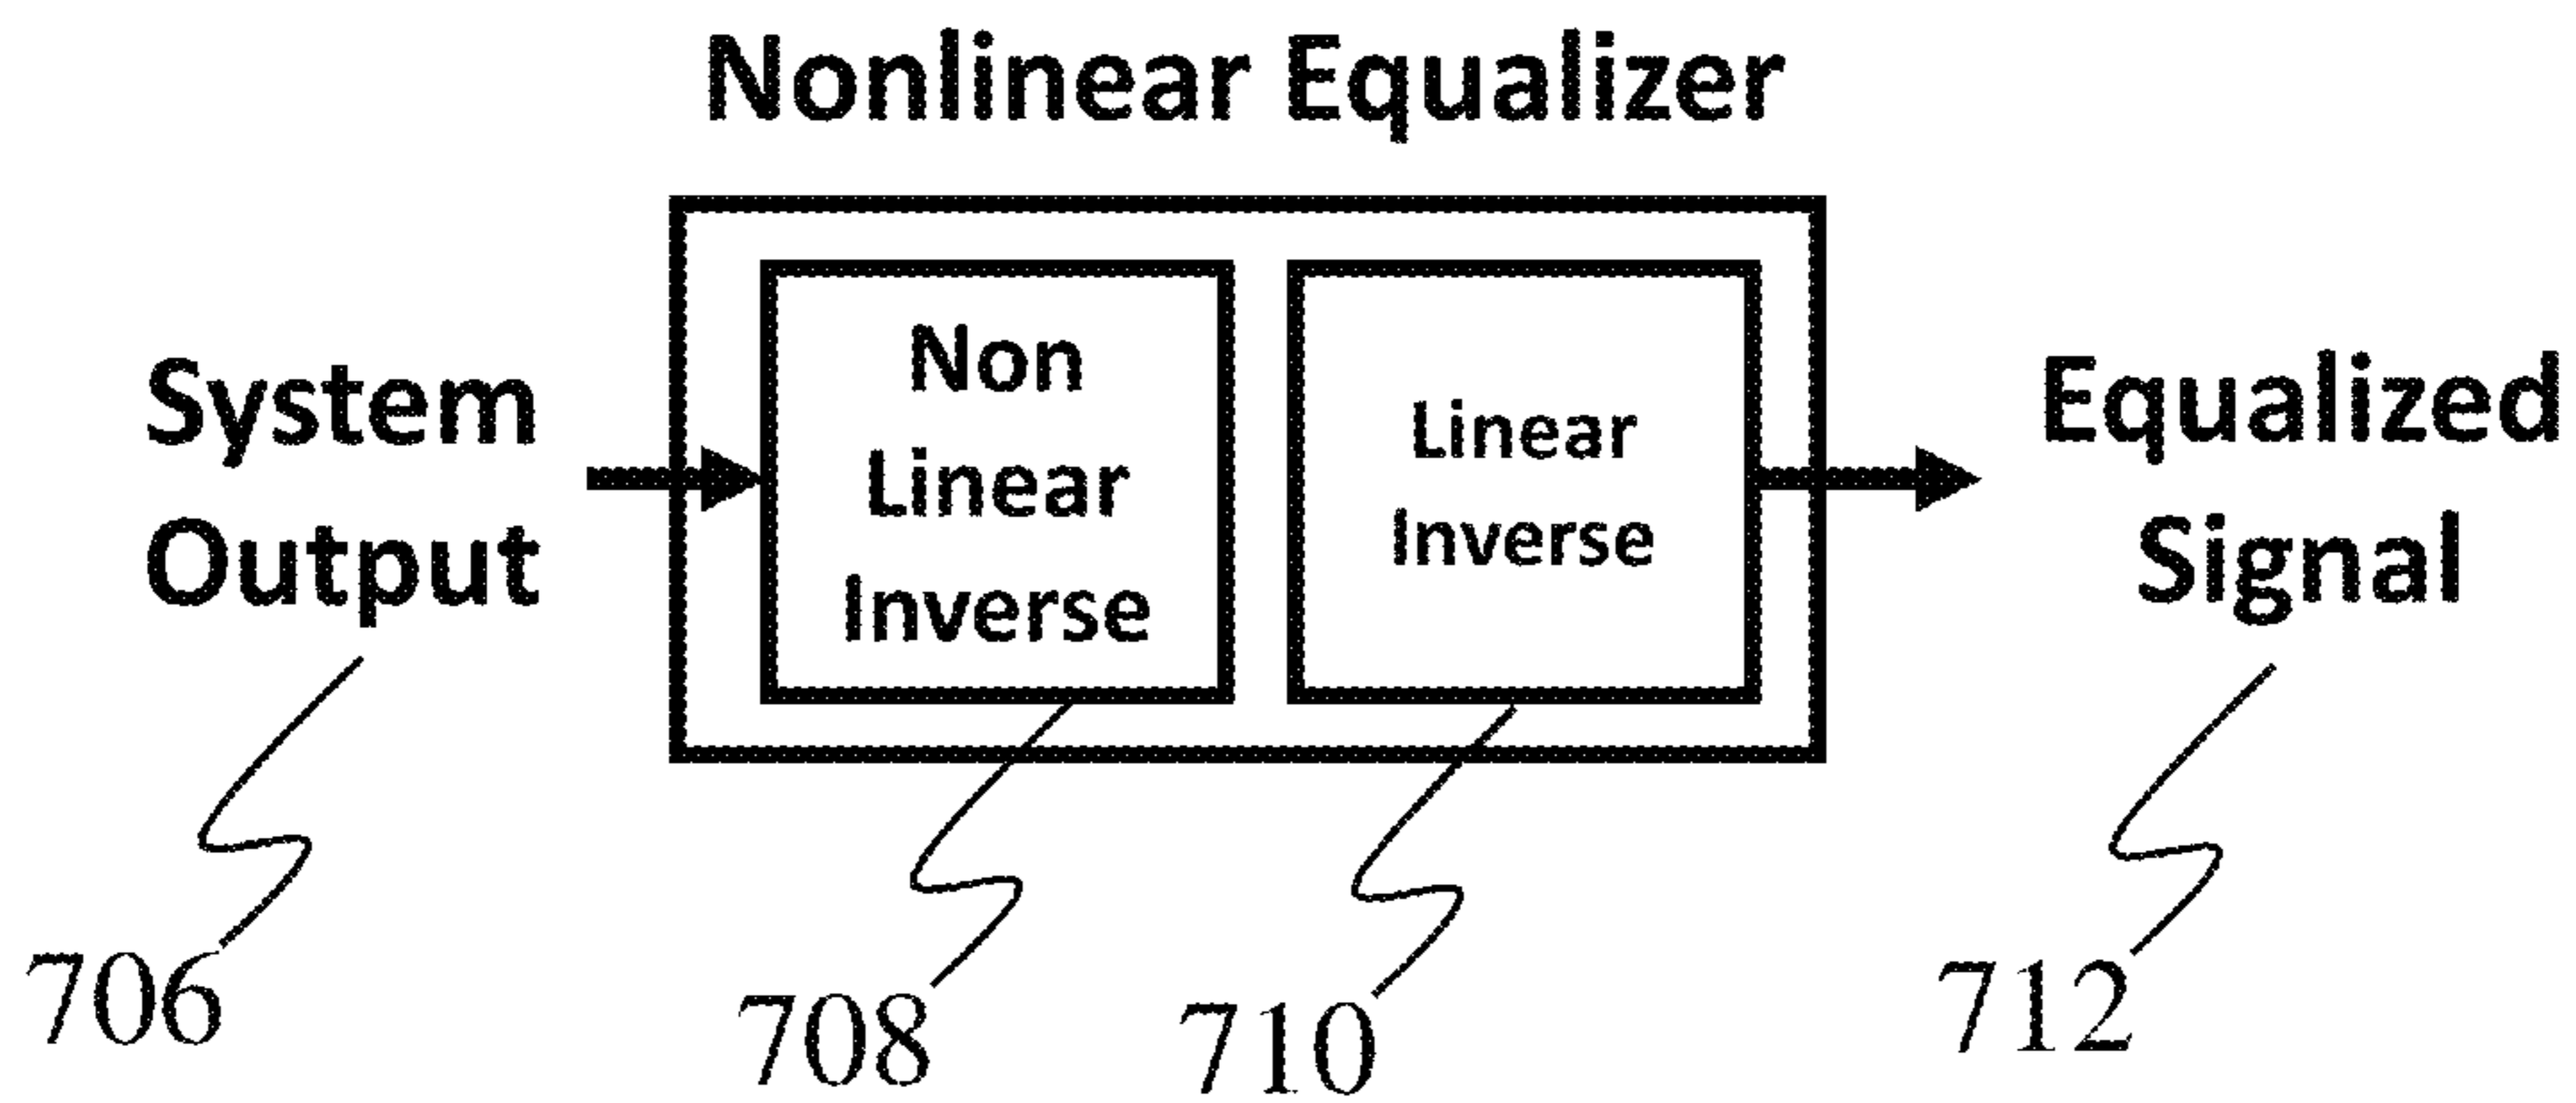 Nonlinear Equalizer
System
Output
Non
Linear
Inverse
Linear
Inverse
Equalized
Signal
706
708
710
712